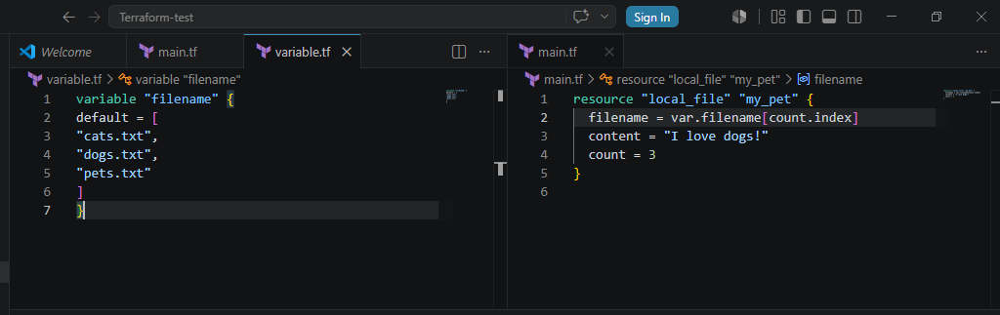 Terraform-test
Sign In
Welcome
main.tf
variable.tf
main.tf
variable.tf > variable "filename"
1 variable "filename" {
2 default = [
3 "cats.txt",
4 "dogs.txt",
5 "pets.txt"
6 ]
7 }
main.tf > resource "local_file" "my_pet" > filename
1 resource "local_file" "my_pet" {
2 filename = var.filename[count.index]
3 content = "I love dogs!"
4 count = 3
5 }
6